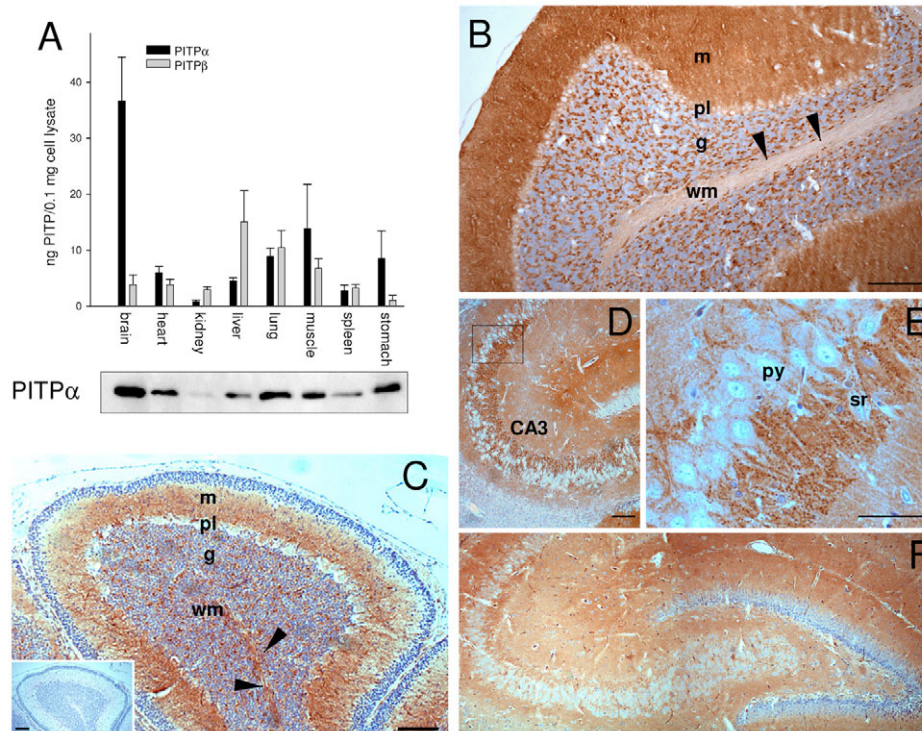 A
PITPα
PITPβ
ng PITP/0.1 mg cell lysate
40
30
20
10
0
brain
heart
kidney
liver
lung
muscle
spleen
stomach
PITPα
B
m
pl
g
wm
C
m
pl
g
wm
D
CA3
E
py
sr
F